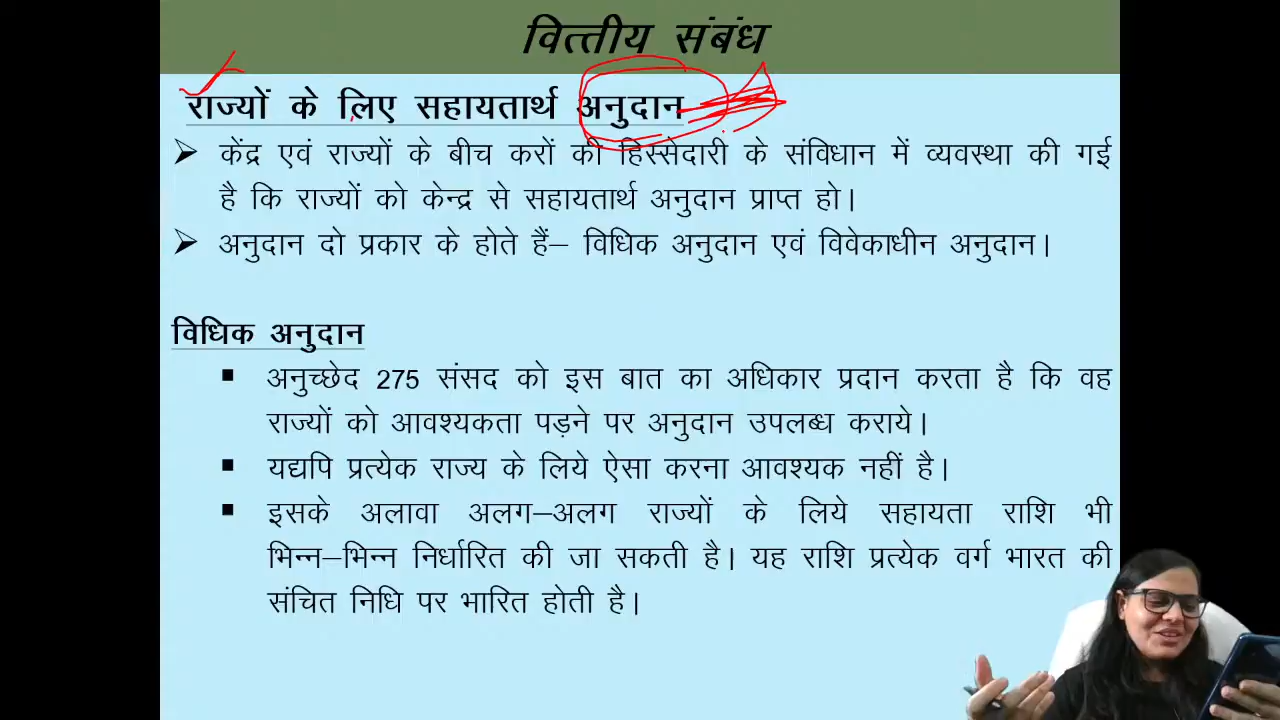 वित्तीय संबंध
राज्यों के लिए सहायतार्थ अनुदान
➢ केंद्र एवं राज्यों के बीच करों की हिस्सेदारी के संविधान में व्यवस्था की गई
है कि राज्यों को केन्द्र से सहायतार्थ अनुदान प्राप्त हो।
➢ अनुदान दो प्रकार के होते हैं– विधिक अनुदान एवं विवेकाधीन अनुदान।
विधिक अनुदान
▪ अनुच्छेद 275 संसद को इस बात का अधिकार प्रदान करता है कि वह
राज्यों को आवश्यकता पड़ने पर अनुदान उपलब्ध कराये।
▪ यद्यपि प्रत्येक राज्य के लिये ऐसा करना आवश्यक नहीं है।
▪ इसके अलावा अलग–अलग राज्यों के लिये सहायता राशि भी
भिन्न–भिन्न निर्धारित की जा सकती है। यह राशि प्रत्येक वर्ग भारत की
संचित निधि पर भारित होती है।